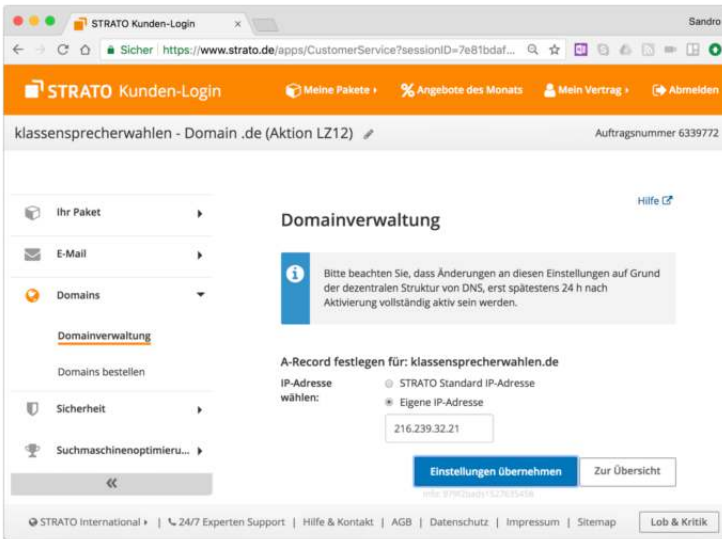 STRATO Kunden-Login
Sandro
Sicher https://www.strato.de/apps/CustomerService?sessionID=7e81bdaf...
STRATO Kunden-Login
Meine Pakete
% Angebote des Monats
Mein Vertrag
Abmelden
klassensprecherwahlen - Domain .de (Aktion LZ12)
Auftragsnummer 6339772
Hilfe
Ihr Paket
E-Mail
Domains
Domainverwaltung
Domains bestellen
Sicherheit
Suchmaschinenoptimieru...
«
Domainverwaltung
Bitte beachten Sie, dass Änderungen an diesen Einstellungen auf Grund
der dezentralen Struktur von DNS, erst spätestens 24 h nach
Aktivierung vollständig aktiv sein werden.
A-Record festlegen für: klassensprecherwahlen.de
IP-Adresse
wählen:
STRATO Standard IP-Adresse
Eigene IP-Adresse
216.239.32.21
Einstellungen übernehmen
Zur Übersicht
STRATO International | 24/7 Experten Support | Hilfe & Kontakt | AGB | Datenschutz | Impressum | Sitemap
Lob & Kritik